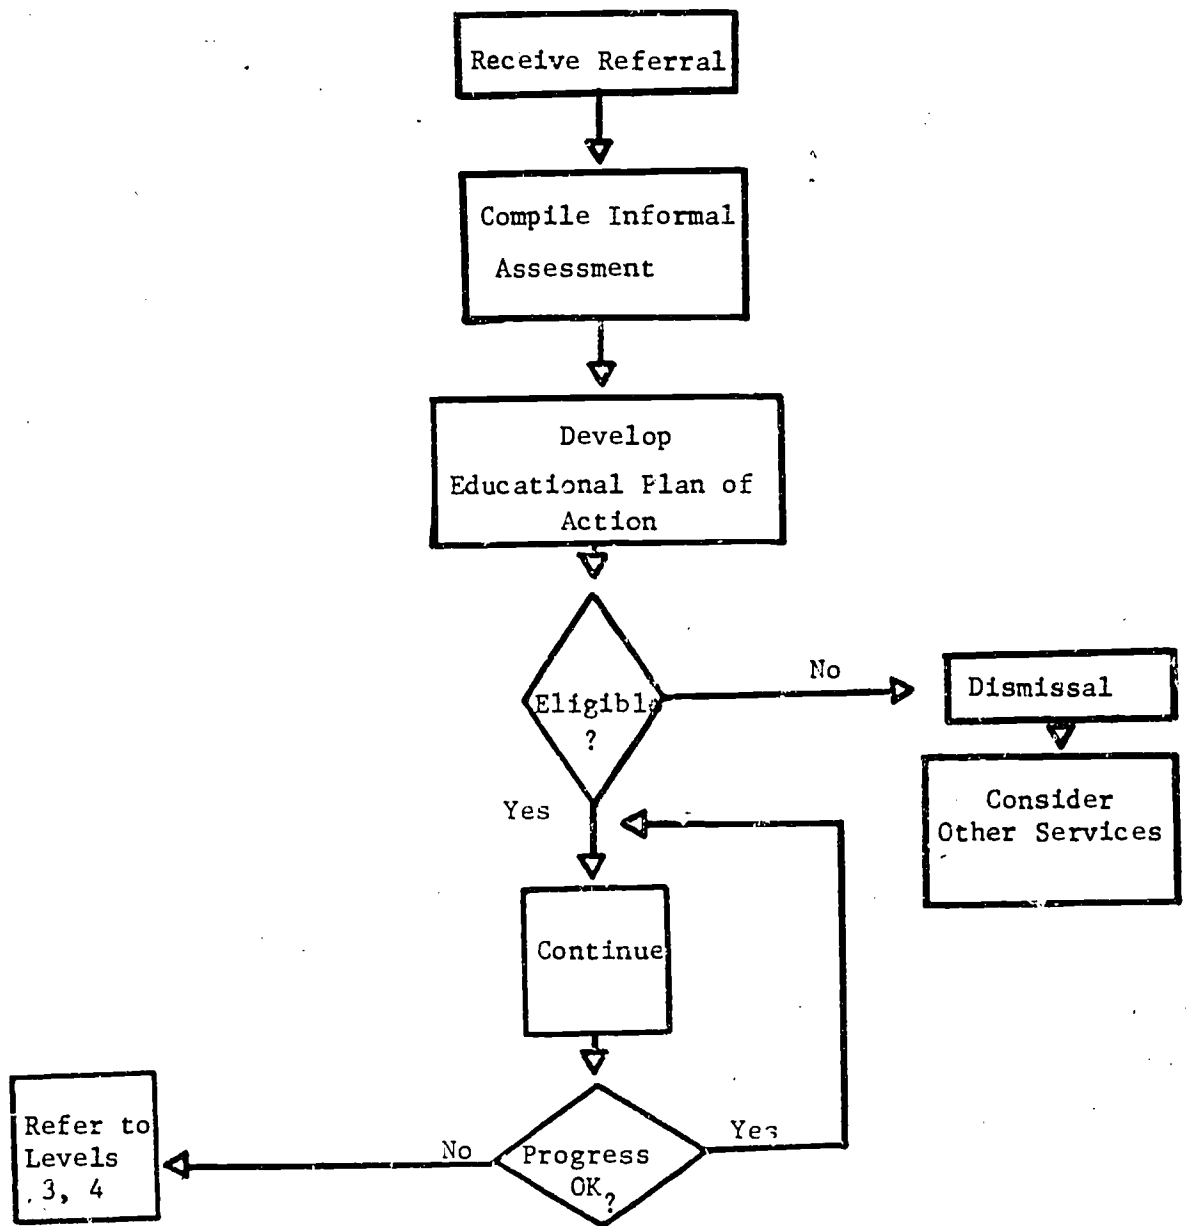 Receive Referral
Compile Informal
Assessment
Develop
Educational Plan of
Action
Eligible
?
No
Dismissal
Consider
Other Services
Yes
Continue
Progress
OK?
Yes
No
Refer to
Levels
3, 4